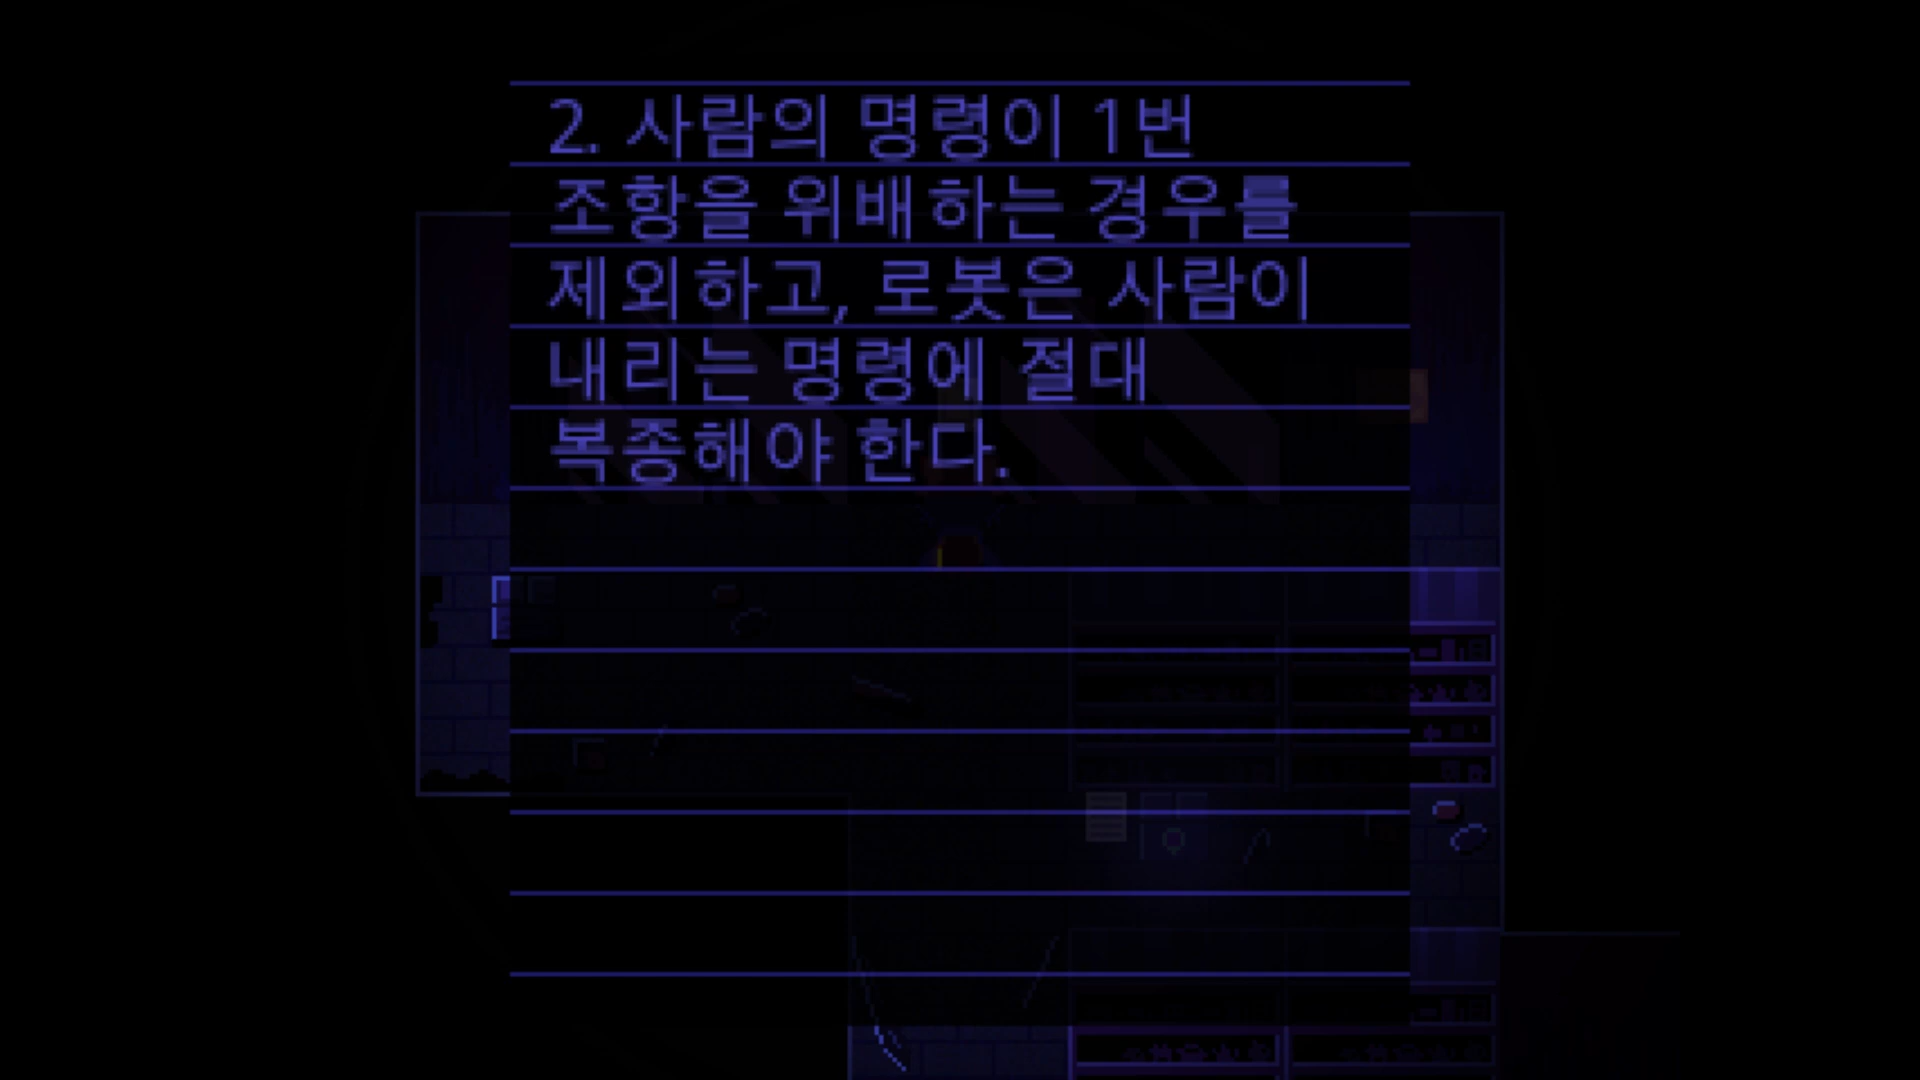 2. 사람의 명령이 1번
조항을 위배하는 경우를
제외하고, 로봇은 사람이
내리는 명령에 절대
복종해야 한다.